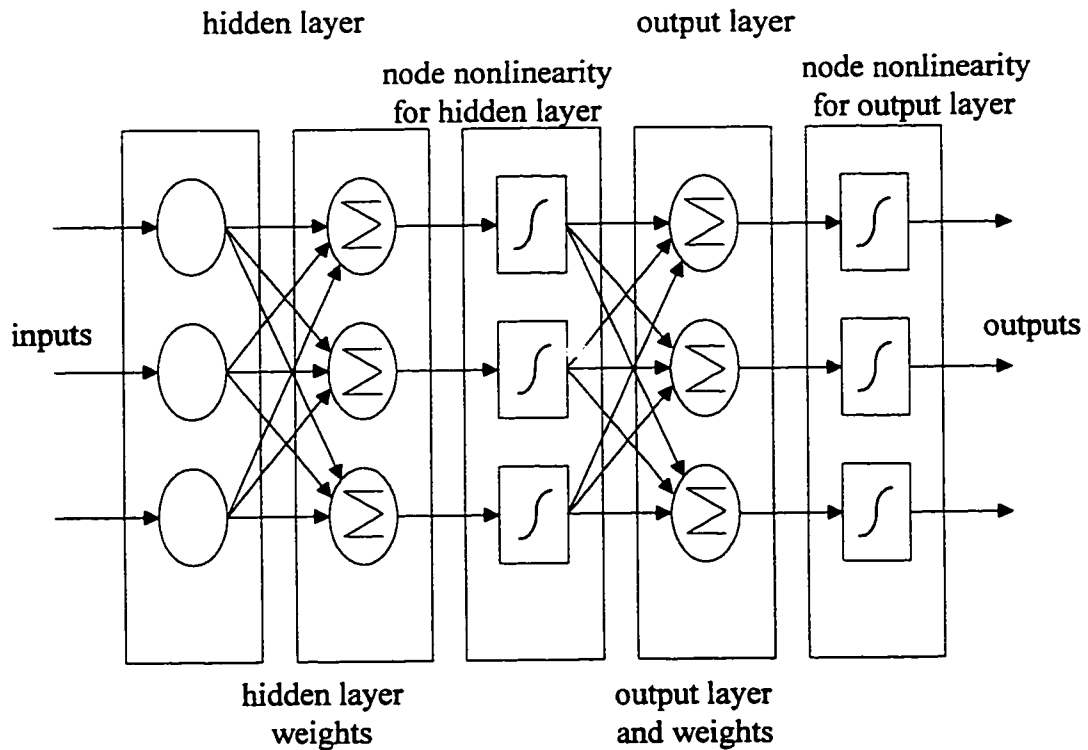 hidden layer
output layer
node nonlinearity
for hidden layer
node nonlinearity
for output layer
inputs
outputs
hidden layer
weights
output layer
and weights